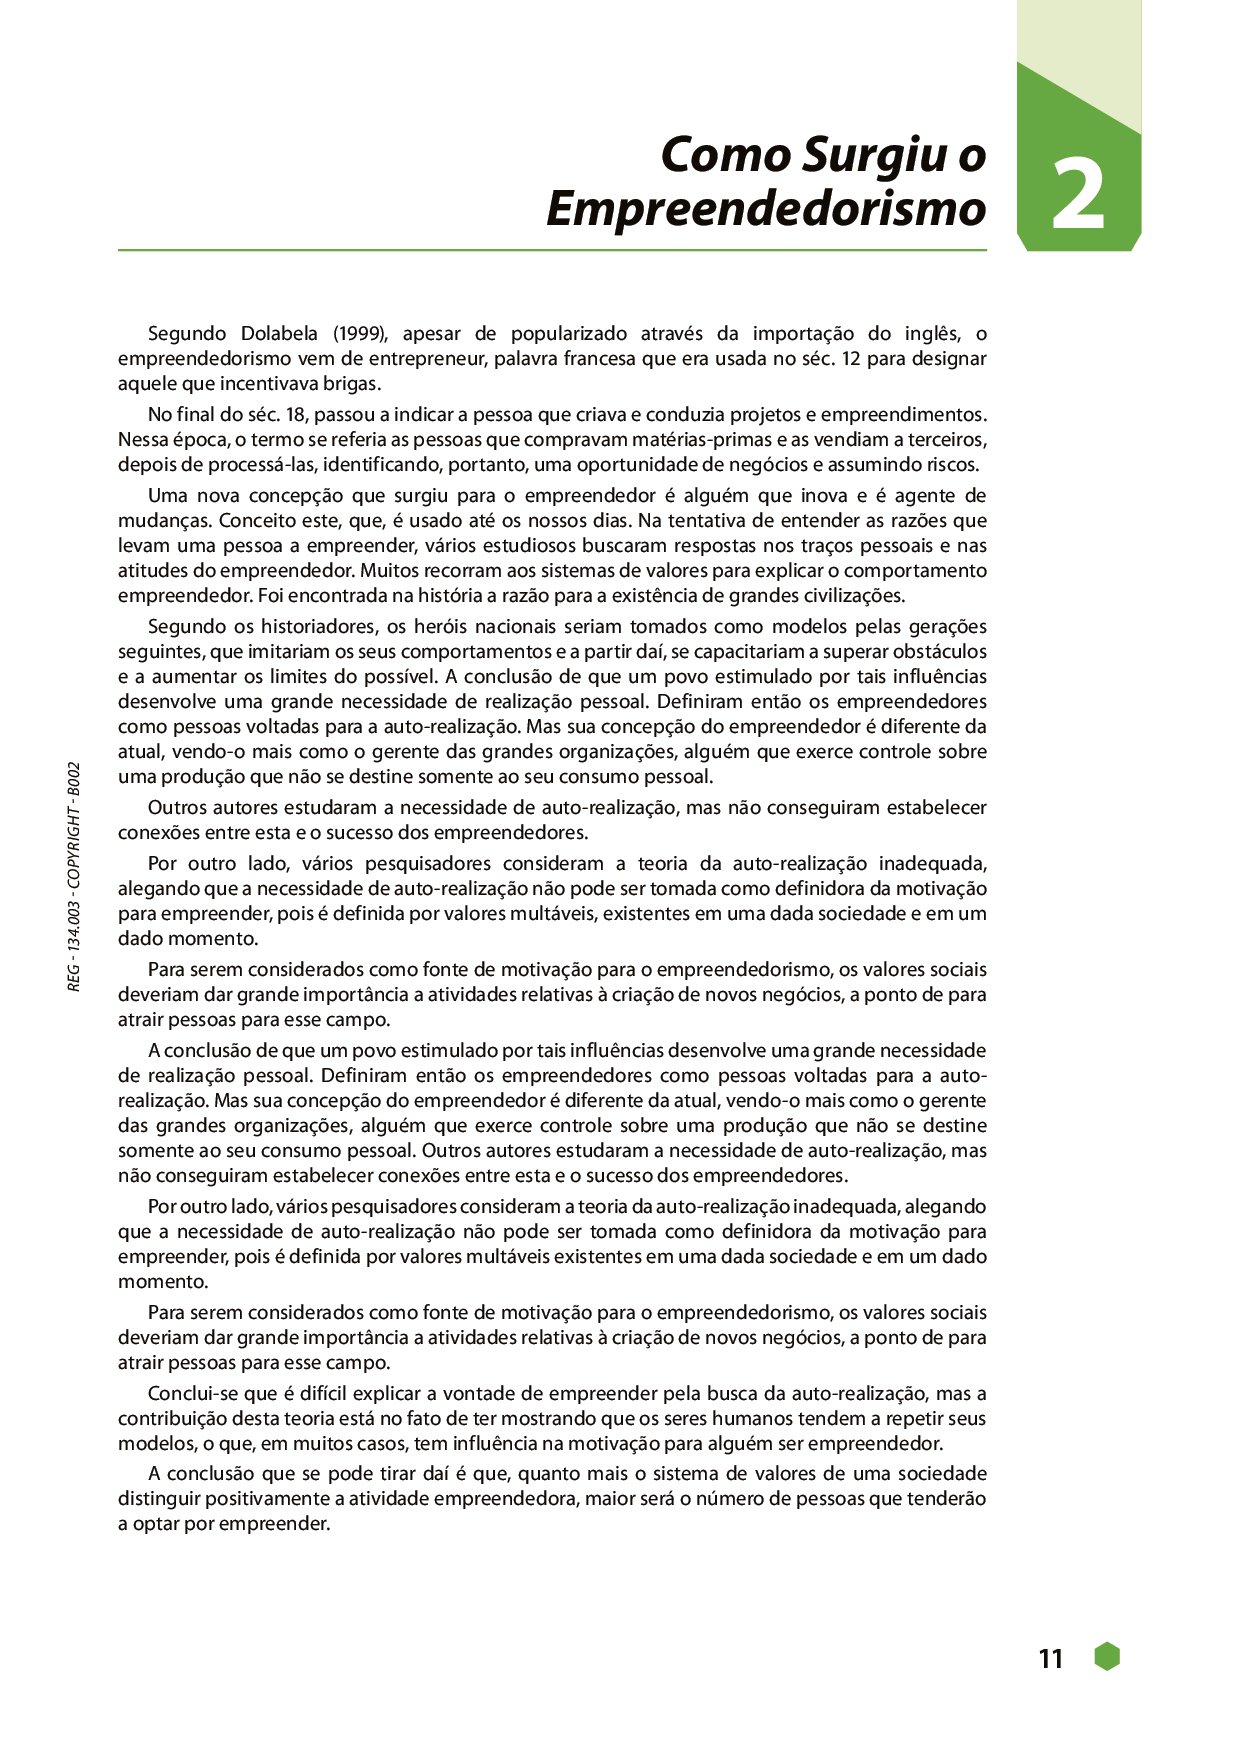 Como Surgiu o
Empreendedorismo
2
Segundo Dolabela (1999), apesar de popularizado através da importação do inglês, o
empreendedorismo vem de entrepreneur, palavra francesa que era usada no séc. 12 para designar
aquele que incentivava brigas.
No final do séc. 18, passou a indicar a pessoa que criava e conduzia projetos e empreendimentos.
Nessa época, o termo se referia as pessoas que compravam matérias-primas e as vendiam a terceiros,
depois de processá-las, identificando, portanto, uma oportunidade de negócios e assumindo riscos.
Uma nova concepção que surgiu para o empreendedor é alguém que inova e é agente de
mudanças. Conceito este, que, é usado até os nossos dias. Na tentativa de entender as razões que
levam uma pessoa a empreender, vários estudiosos buscaram respostas nos traços pessoais e nas
atitudes do empreendedor. Muitos recorram aos sistemas de valores para explicar o comportamento
empreendedor. Foi encontrada na história a razão para a existência de grandes civilizações.
Segundo os historiadores, os heróis nacionais seriam tomados como modelos pelas gerações
seguintes, que imitariam os seus comportamentos e a partir daí, se capacitariam a superar obstáculos
e a aumentar os limites do possível. A conclusão de que um povo estimulado por tais influências
desenvolve uma grande necessidade de realização pessoal. Definiram então os empreendedores
como pessoas voltadas para a auto-realização. Mas sua concepção do empreendedor é diferente da
atual, vendo-o mais como o gerente das grandes organizações, alguém que exerce controle sobre
uma produção que não se destine somente ao seu consumo pessoal.
Outros autores estudaram a necessidade de auto-realização, mas não conseguiram estabelecer
conexões entre esta e o sucesso dos empreendedores.
Por outro lado, vários pesquisadores consideram a teoria da auto-realização inadequada,
alegando que a necessidade de auto-realização não pode ser tomada como definidora da motivação
para empreender, pois é definida por valores multáveis, existentes em uma dada sociedade e em um
dado momento.
Para serem considerados como fonte de motivação para o empreendedorismo, os valores sociais
deveriam dar grande importância a atividades relativas à criação de novos negócios, a ponto de para
atrair pessoas para esse campo.
A conclusão de que um povo estimulado por tais influências desenvolve uma grande necessidade
de realização pessoal. Definiram então os empreendedores como pessoas voltadas para a auto-
realização. Mas sua concepção do empreendedor é diferente da atual, vendo-o mais como o gerente
das grandes organizações, alguém que exerce controle sobre uma produção que não se destine
somente ao seu consumo pessoal. Outros autores estudaram a necessidade de auto-realização, mas
não conseguiram estabelecer conexões entre esta e o sucesso dos empreendedores.
Por outro lado, vários pesquisadores consideram a teoria da auto-realização inadequada, alegando
que a necessidade de auto-realização não pode ser tomada como definidora da motivação para
empreender, pois é definida por valores multáveis existentes em uma dada sociedade e em um dado
momento.
Para serem considerados como fonte de motivação para o empreendedorismo, os valores sociais
deveriam dar grande importância a atividades relativas à criação de novos negócios, a ponto de para
atrair pessoas para esse campo.
Conclui-se que é difícil explicar a vontade de empreender pela busca da auto-realização, mas a
contribuição desta teoria está no fato de ter mostrando que os seres humanos tendem a repetir seus
modelos, o que, em muitos casos, tem influência na motivação para alguém ser empreendedor.
A conclusão que se pode tirar daí é que, quanto mais o sistema de valores de uma sociedade
distinguir positivamente a atividade empreendedora, maior será o número de pessoas que tenderão
a optar por empreender.
REG - 134.003 - COPYRIGHT - B002
11